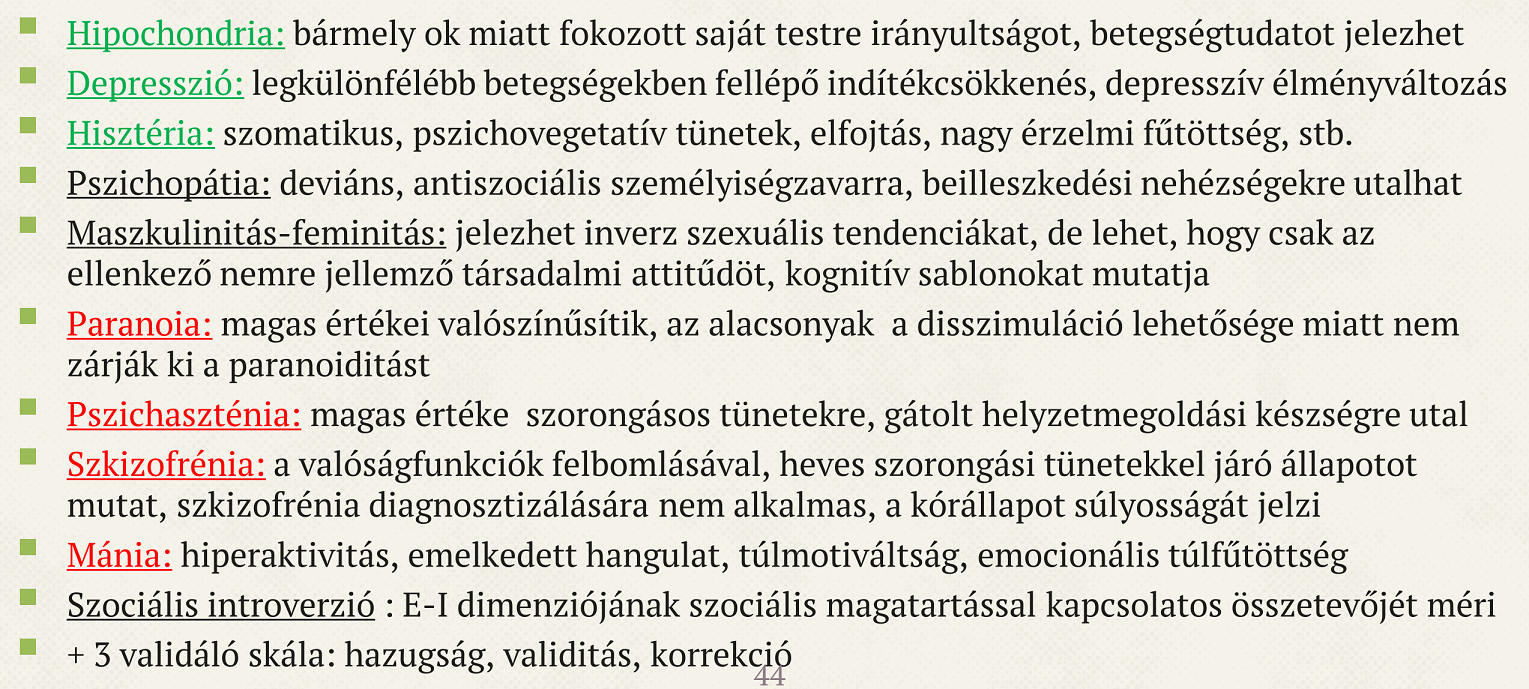 Hipochondria: bármely ok miatt fokozott saját testre irányultságot, betegségtudatot jelezhet
Depresszió: legkülönfélébb betegségekben fellépő indítékcsökkenés, depresszív élményváltozás
Hisztéria: szomatikus, pszichovegetatív tünetek, elfojtás, nagy érzelmi fűtöttség, stb.
Pszichopátia: deviáns, antiszociális személyiségzavarra, beilleszkedési nehézségekre utalhat
Maszkulinitás-feminitás: jelezhet inverz szexuális tendenciákat, de lehet, hogy csak az
ellenkező nemre jellemző társadalmi attitűdöt, kognitív sablonokat mutatja
Paranoia: magas értékei valószínűsítik, az alacsonyak  a disszimuláció lehetősége miatt nem
zárják ki a paranoiditást
Pszichaszténia: magas értéke  szorongásos tünetekre, gátolt helyzetmegoldási készségre utal
Szkizofrénia: a valóságfunkciók felbomlásával, heves szorongási tünetekkel járó állapotot
mutat, szkizofrénia diagnosztizálására nem alkalmas, a kórállapot súlyosságát jelzi
Mánia: hiperaktivitás, emelkedett hangulat, túlmotiváltság, emocionális túlfűtöttség
Szociális introverzió : E-I dimenziójának szociális magatartással kapcsolatos összetevőjét méri
+ 3 validáló skála: hazugság, validitás, korrekció
44